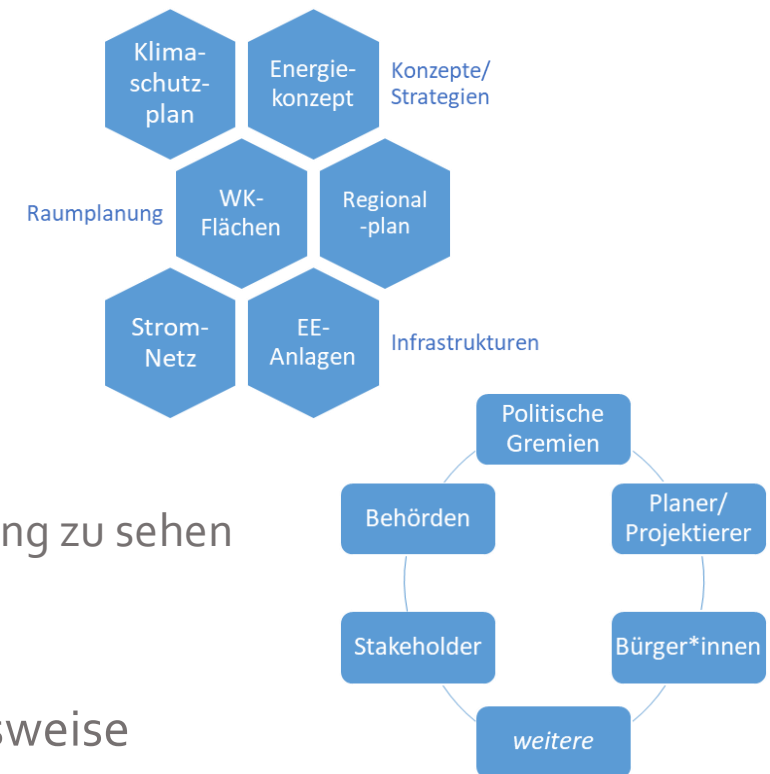 Klima-
schutz-
plan
Energie-
konzept
Konzepte/
Strategien
Raumplanung
WK-
Flächen
Regional
-plan
Strom-
Netz
EE-
Anlagen
Infrastrukturen
Politische
Gremien
Behörden
Planer/
Projektierer
ng zu sehen
Stakeholder
Bürger*innen
sweise
weitere